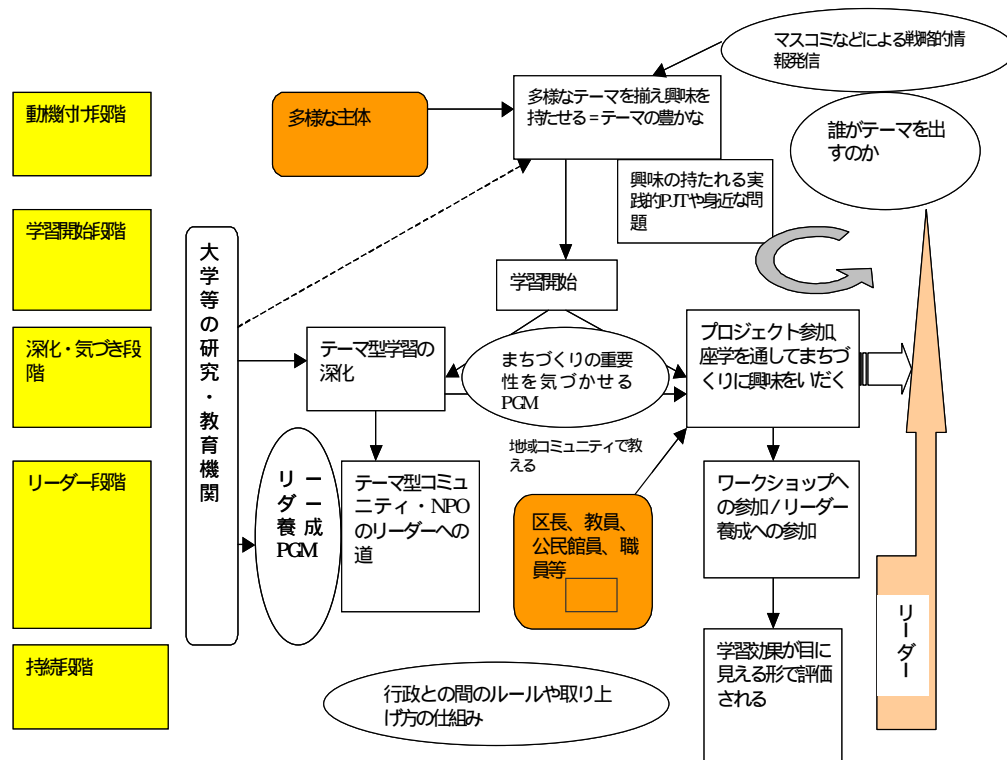 マスコミなどによる戦略的情
報発信
動機付け段階
多様な主体
多様なテーマを揃え興味を
持たせる=テーマの豊かな
誰がテーマを出
すのか
興味の持たれる実
践的PJTや身近な問
題
学習開始段階
大学等の研究・教育機関
学習開始
深化・気づき段
階
テーマ型学習の
深化
まちづくりの重要
性を気づかせる
PGM
プロジェクト参加、
座学を通してまちづ
くりに興味をいだく
地域コミュニティで教
える
リーダー段階
リーダー養成
PGM
テーマ型コミュ
ニティ・NPO
のリーダーへの
道
区長、教員、
公民館員、職
員等
ワークショップへ
の参加/リーダー
養成への参加
リーダー
持続段階
学習効果が目に
見える形で評価
される
行政との間のルールや取り上
げ方の仕組み